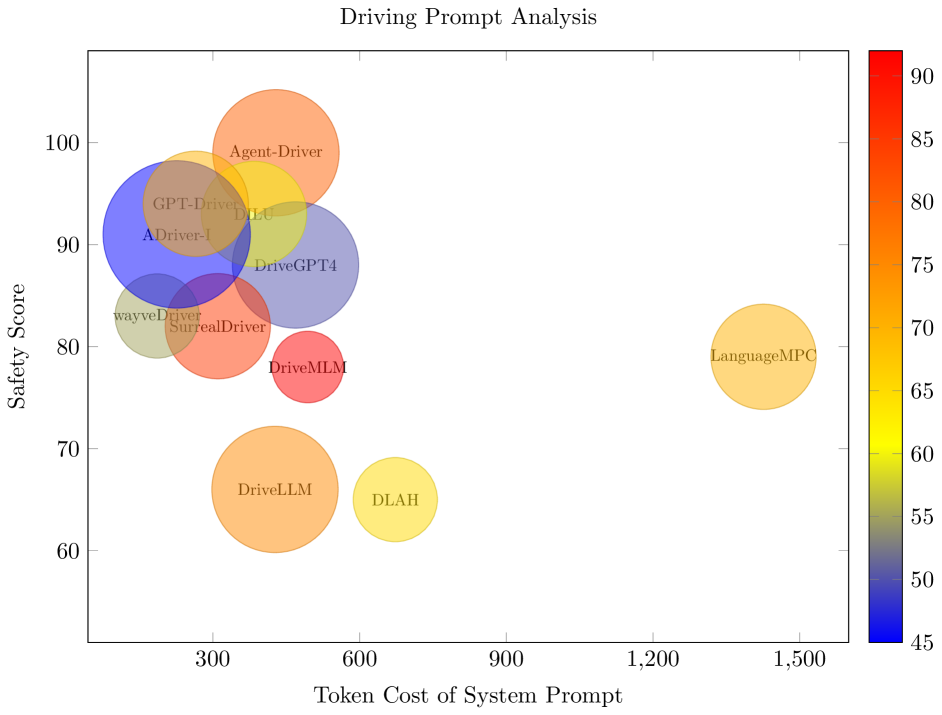 Driving Prompt Analysis
Safety Score
100
90
80
70
60
Agent-Driver
GPT-Driver
DILU
ADriver-I
DriveGPT4
wayveDriver
SurrealDriver
LanguageMPC
DriveMLM
DriveLLM
DLAH
300
600
900
1,200
1,500
Token Cost of System Prompt
90
85
80
75
70
65
60
55
50
45